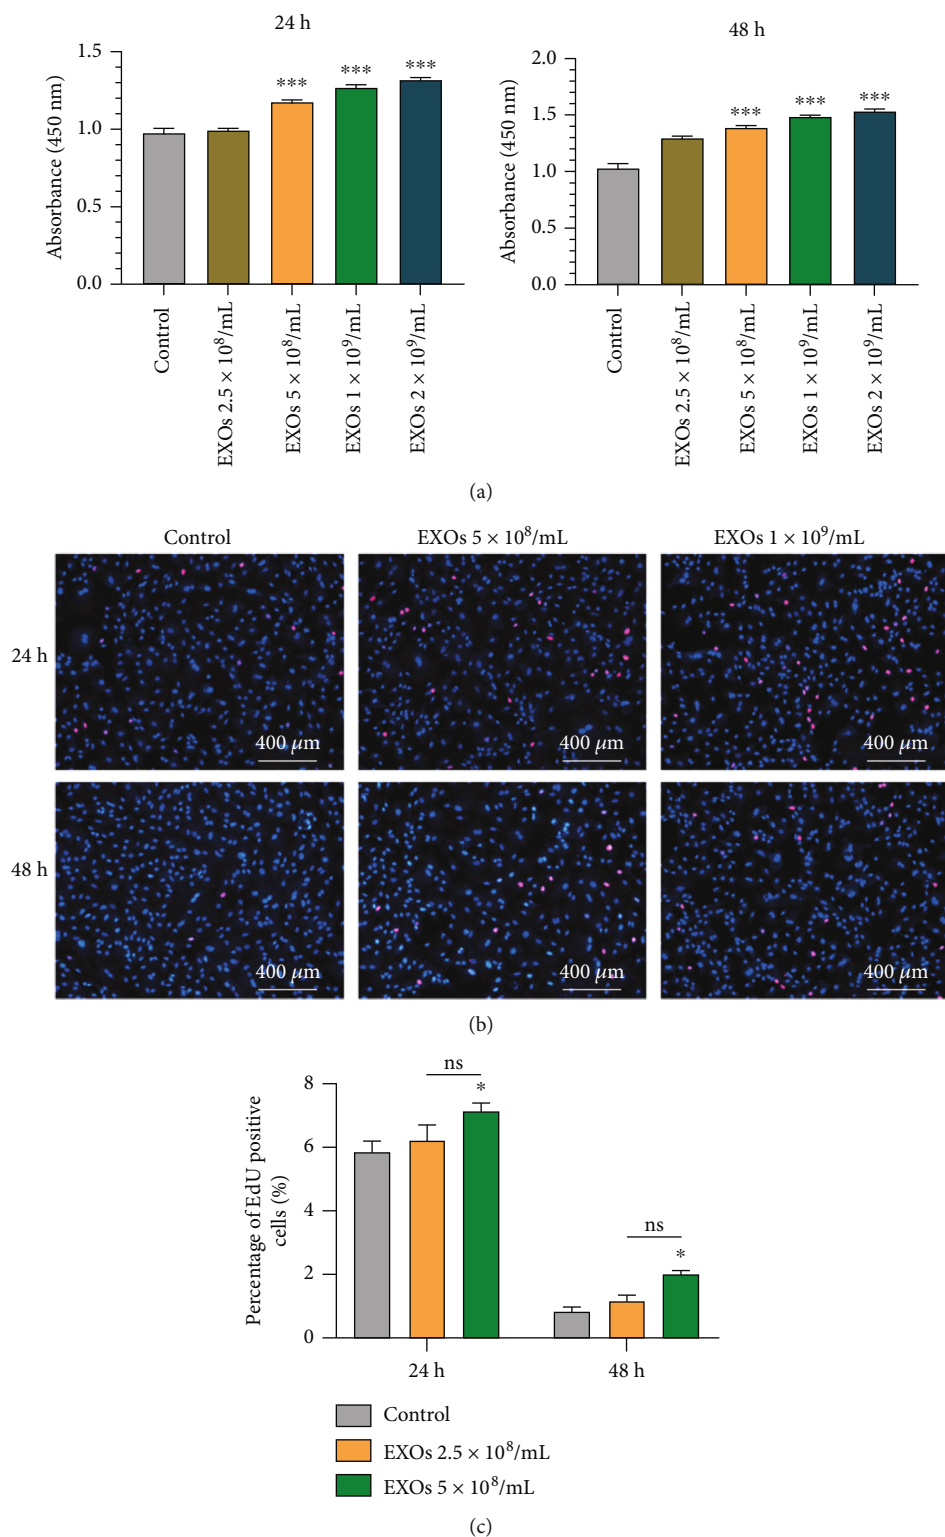 24 h
1.5
1.0
0.5
0.0
Absorbance (450 nm)
***
***
***
Control
EXOs 2.5 × 10⁸/mL
EXOs 5 × 10⁸/mL
EXOs 1 × 10⁹/mL
EXOs 2 × 10⁹/mL
48 h
2.0
1.5
1.0
0.5
0.0
Absorbance (450 nm)
***
***
***
Control
EXOs 2.5 × 10⁸/mL
EXOs 5 × 10⁸/mL
EXOs 1 × 10⁹/mL
EXOs 2 × 10⁹/mL
(a)
Control
EXOs 5 × 10⁸/mL
EXOs 1 × 10⁹/mL
24 h
400 µm
400 µm
400 µm
48 h
400 µm
400 µm
400 µm
(b)
8
6
4
2
0
Percentage of EdU positive
cells (%)
ns
*
ns
*
24 h
48 h
Control
EXOs 2.5 × 10⁸/mL
EXOs 5 × 10⁸/mL
(c)